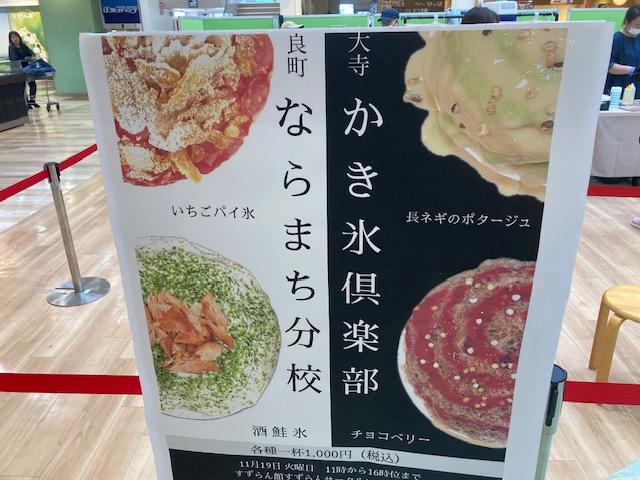 大寺
かき氷倶楽部
良町
ならまち分校
いちごパイ氷
長ネギのポタージュ
酒鮭氷
チョコベリー
各種一杯1,000円（税込）
11月19日 火曜日　11時から16時位まで